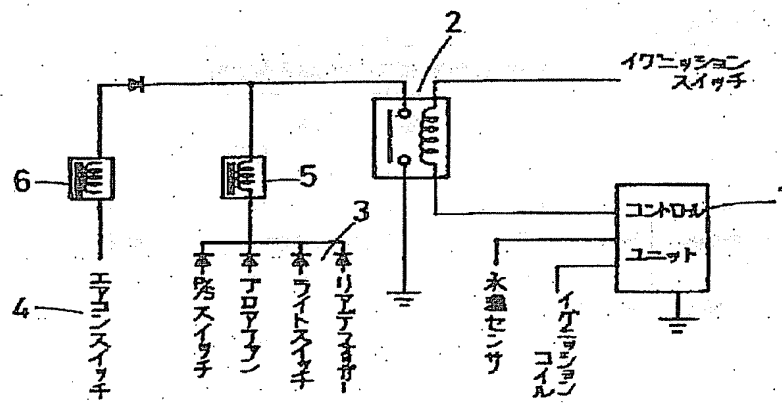 2
イグニッション
スイッチ
6
5
3
コントロール
ユニット
4
エアコンスイッチ
P/Sスイッチ
ブロアファン
ライトスイッチ
リアデフォガー
水温センサ
イグニッション
コイル